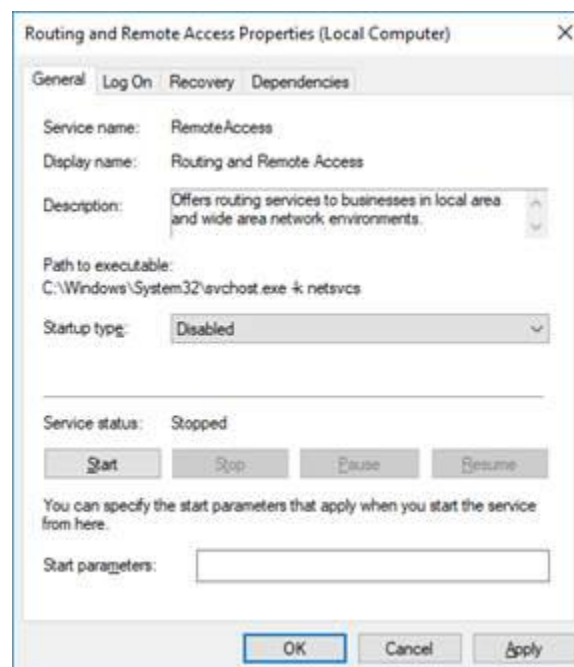 Routing and Remote Access Properties (Local Computer)
General Log On Recovery Dependencies
Service name: RemoteAccess
Display name: Routing and Remote Access
Description: Offers routing services to businesses in local area
and wide area network environments.
Path to executable:
C:\Windows\System32\svchost.exe -k netsvcs
Startup type: Disabled
Service status: Stopped
Start Stop Pause Resume
You can specify the start parameters that apply when you start the service
from here.
Start parameters:
OK Cancel Apply